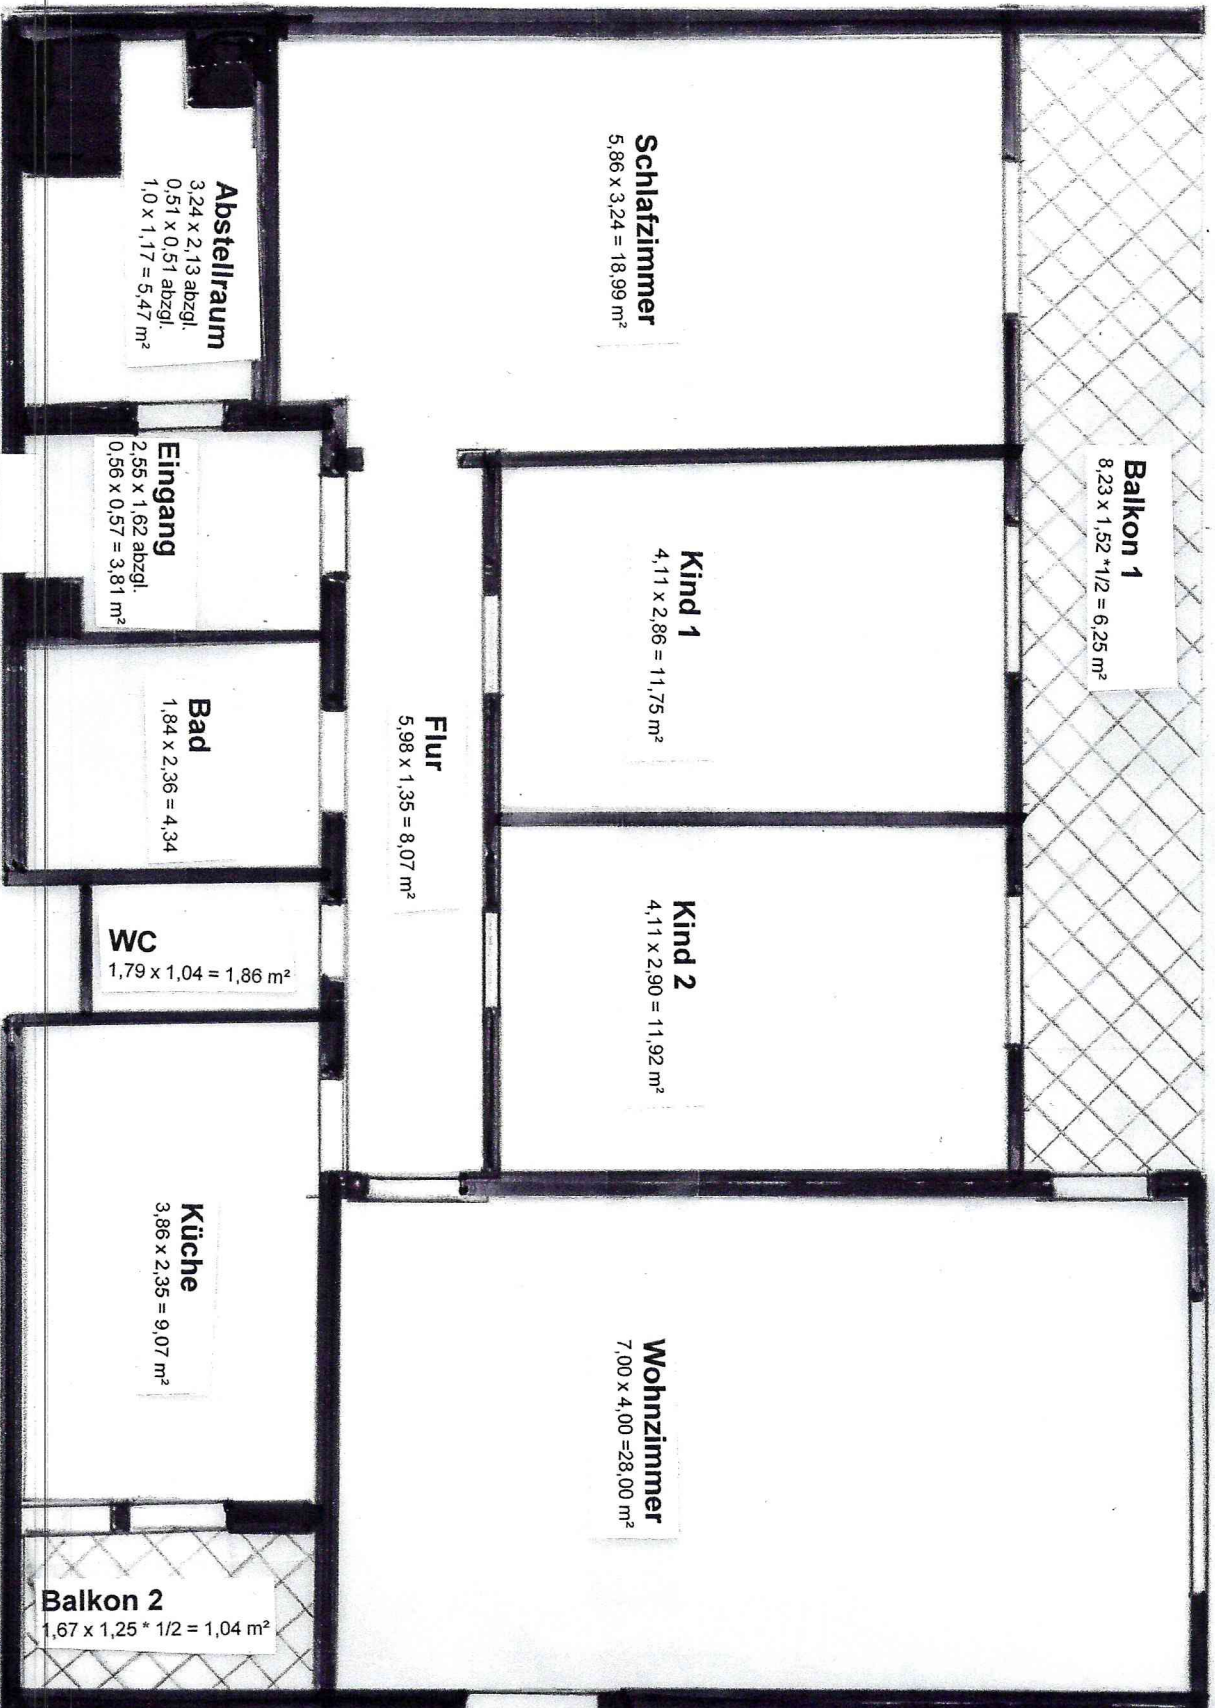 Balkon 1
8,23 x 1,52 *1/2 = 6,25 m²
Schlafzimmer
5,86 x 3,24 = 18,99 m²
Kind 1
4,11 x 2,86 = 11,75 m²
Kind 2
4,11 x 2,90 = 11,92 m²
Wohnzimmer
7,00 x 4,00 =28,00 m²
Flur
5,98 x 1,35 = 8,07 m²
Abstellraum
3,24 x 2,13 abzgl.
0,51 x 0,51 abzgl.
1,0 x 1,17 = 5,47 m²
Eingang
2,55 x 1,62 abzgl.
0,56 x 0,57 = 3,81 m²
Bad
1,84 x 2,36 = 4,34
WC
1,79 x 1,04 = 1,86 m²
Küche
3,86 x 2,35 = 9,07 m²
Balkon 2
1,67 x 1,25 * 1/2 = 1,04 m²